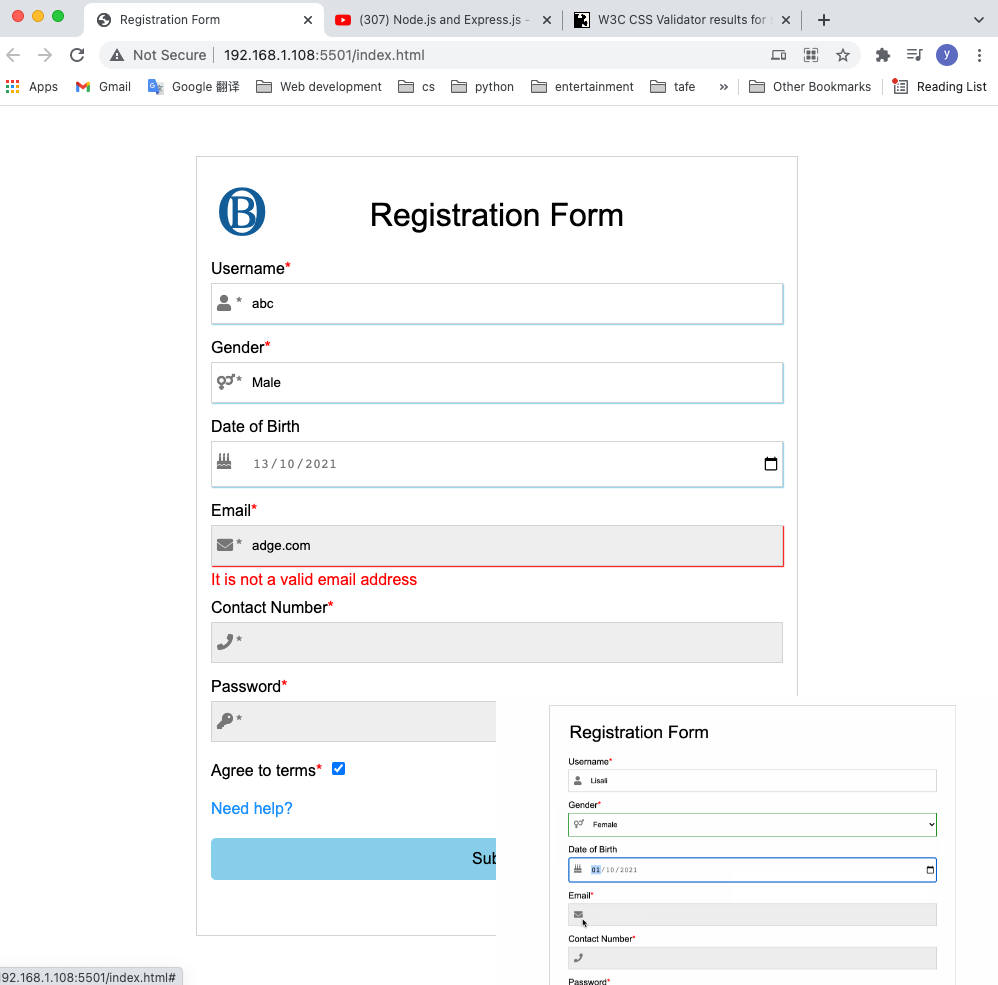 Registration Form
(307) Node.js and Express.js -
W3C CSS Validator results for
Not Secure
192.168.1.108:5501/index.html
y
Apps
Gmail
Google 翻译
Web development
cs
python
entertainment
tafe
»
Other Bookmarks
Reading List
B
Registration Form
Username*
* abc
Gender*
* Male
Date of Birth
13/10/2021
Email*
* adge.com
It is not a valid email address
Contact Number*
*
Password*
*
Agree to terms*
Need help?
Sub
92.168.1.108:5501/index.html#
Registration Form
Username*
Lisali
Gender*
Female
Date of Birth
01/10/2021
Email*
Contact Number*
Password*